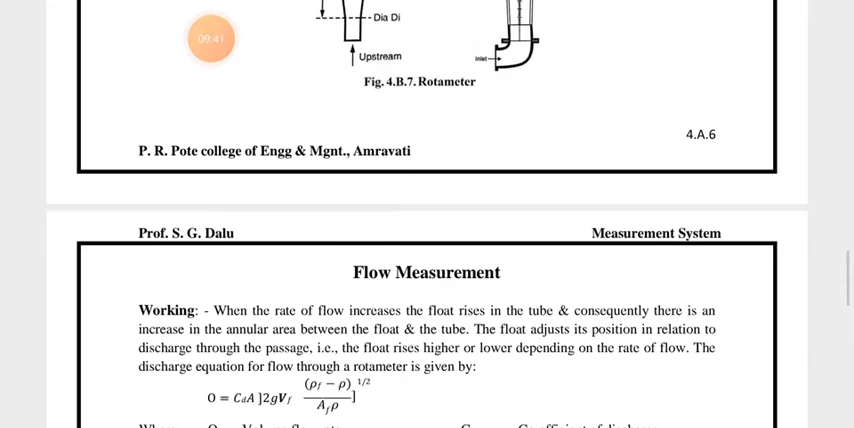 Dia Di
09:41
Upstream
Inlet
Fig. 4.B.7. Rotameter
4.A.6
P. R. Pote college of Engg & Mgnt., Amravati
Prof. S. G. Dalu
Measurement System
Flow Measurement
Working: - When the rate of flow increases the float rises in the tube & consequently there is an
increase in the annular area between the float & the tube. The float adjusts its position in relation to
discharge through the passage, i.e., the float rises higher or lower depending on the rate of flow. The
discharge equation for flow through a rotameter is given by:
(ρf − ρ) 1/2
O = CdA ]2gVf ]
Afρ